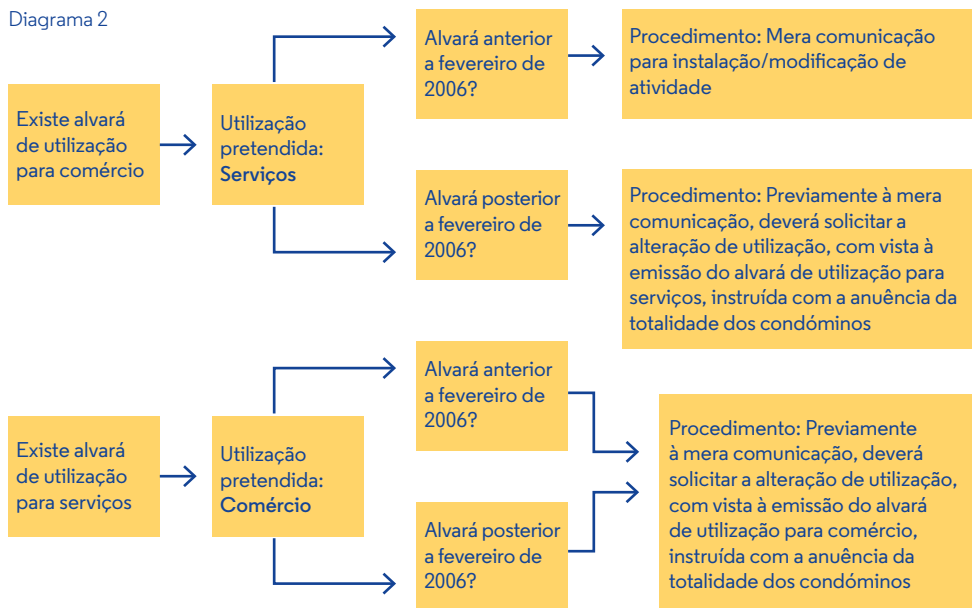 Diagrama 2
Existe alvará
de utilização
para comércio
Utilização
pretendida:
Serviços
Alvará anterior
a fevereiro de
2006?
Procedimento: Mera comunicação
para instalação/modificação de
atividade
Alvará posterior
a fevereiro de
2006?
Procedimento: Previamente à mera
comunicação, deverá solicitar a
alteração de utilização, com vista à
emissão do alvará de utilização para
serviços, instruída com a anuência da
totalidade dos condóminos
Existe alvará
de utilização
para serviços
Utilização
pretendida:
Comércio
Alvará anterior
a fevereiro de
2006?
Alvará posterior
a fevereiro de
2006?
Procedimento: Previamente
à mera comunicação, deverá
solicitar a alteração de utilização,
com vista à emissão do alvará
de utilização para comércio,
instruída com a anuência da
totalidade dos condóminos